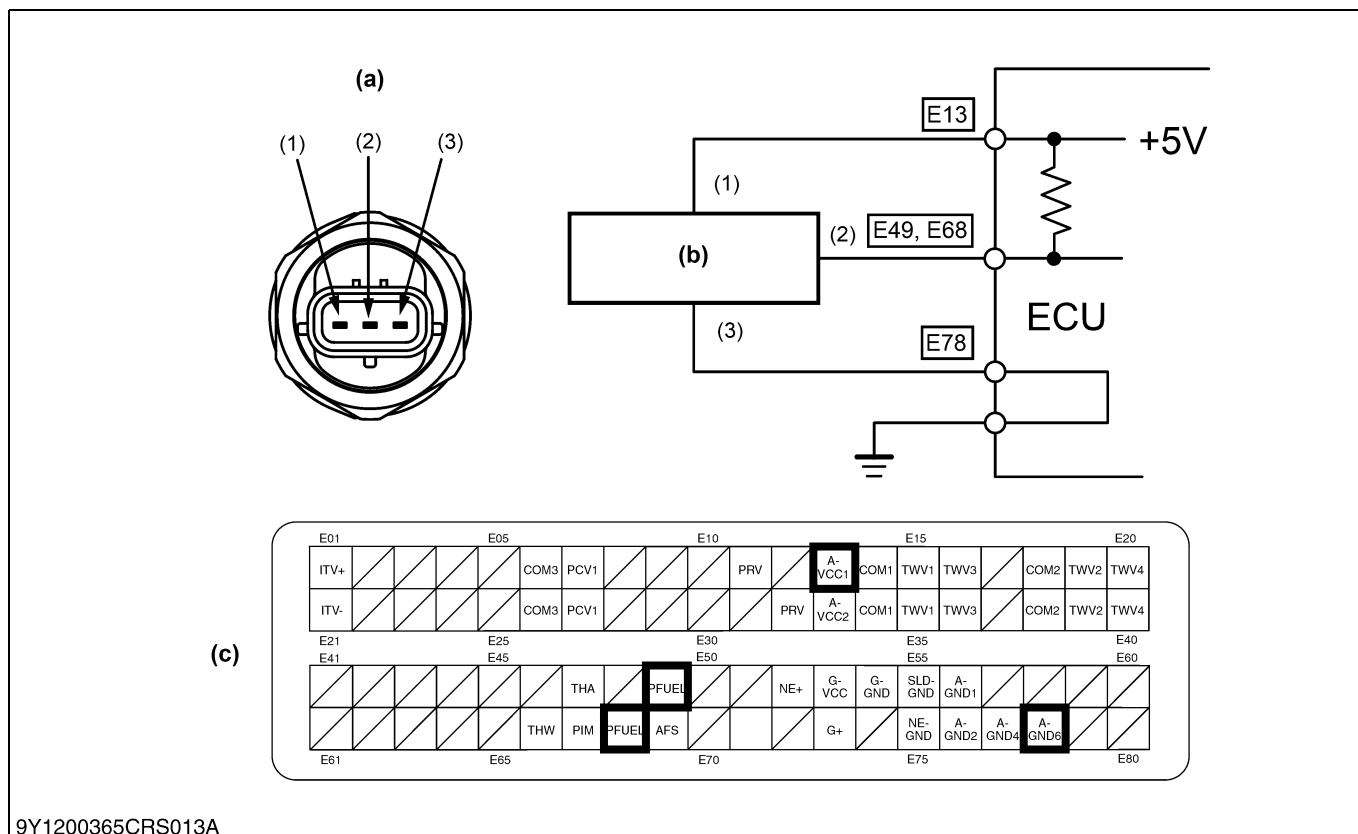 (a)
(1) (2) (3)
E13
+5V
(1)
(b)
(2) E49, E68
ECU
(3)
E78
(c)
E01 E05 E10 E15 E20
ITV+ COM3 PCV1 PRV A-VCC1 COM1 TWV1 TWV3 COM2 TWV2 TWV4
ITV- COM3 PCV1 PRV A-VCC2 COM1 TWV1 TWV3 COM2 TWV2 TWV4
E21 E25 E30 E35 E40
E41 E45 E50 E55 E60
THA PFUEL NE+ G-VCC G-GND SLD-GND A-GND1
THW PIM PFUEL AFS G+ NE-GND A-GND2 A-GND4 A-GND6
E61 E65 E70 E75 E80
9Y1200365CRS013A